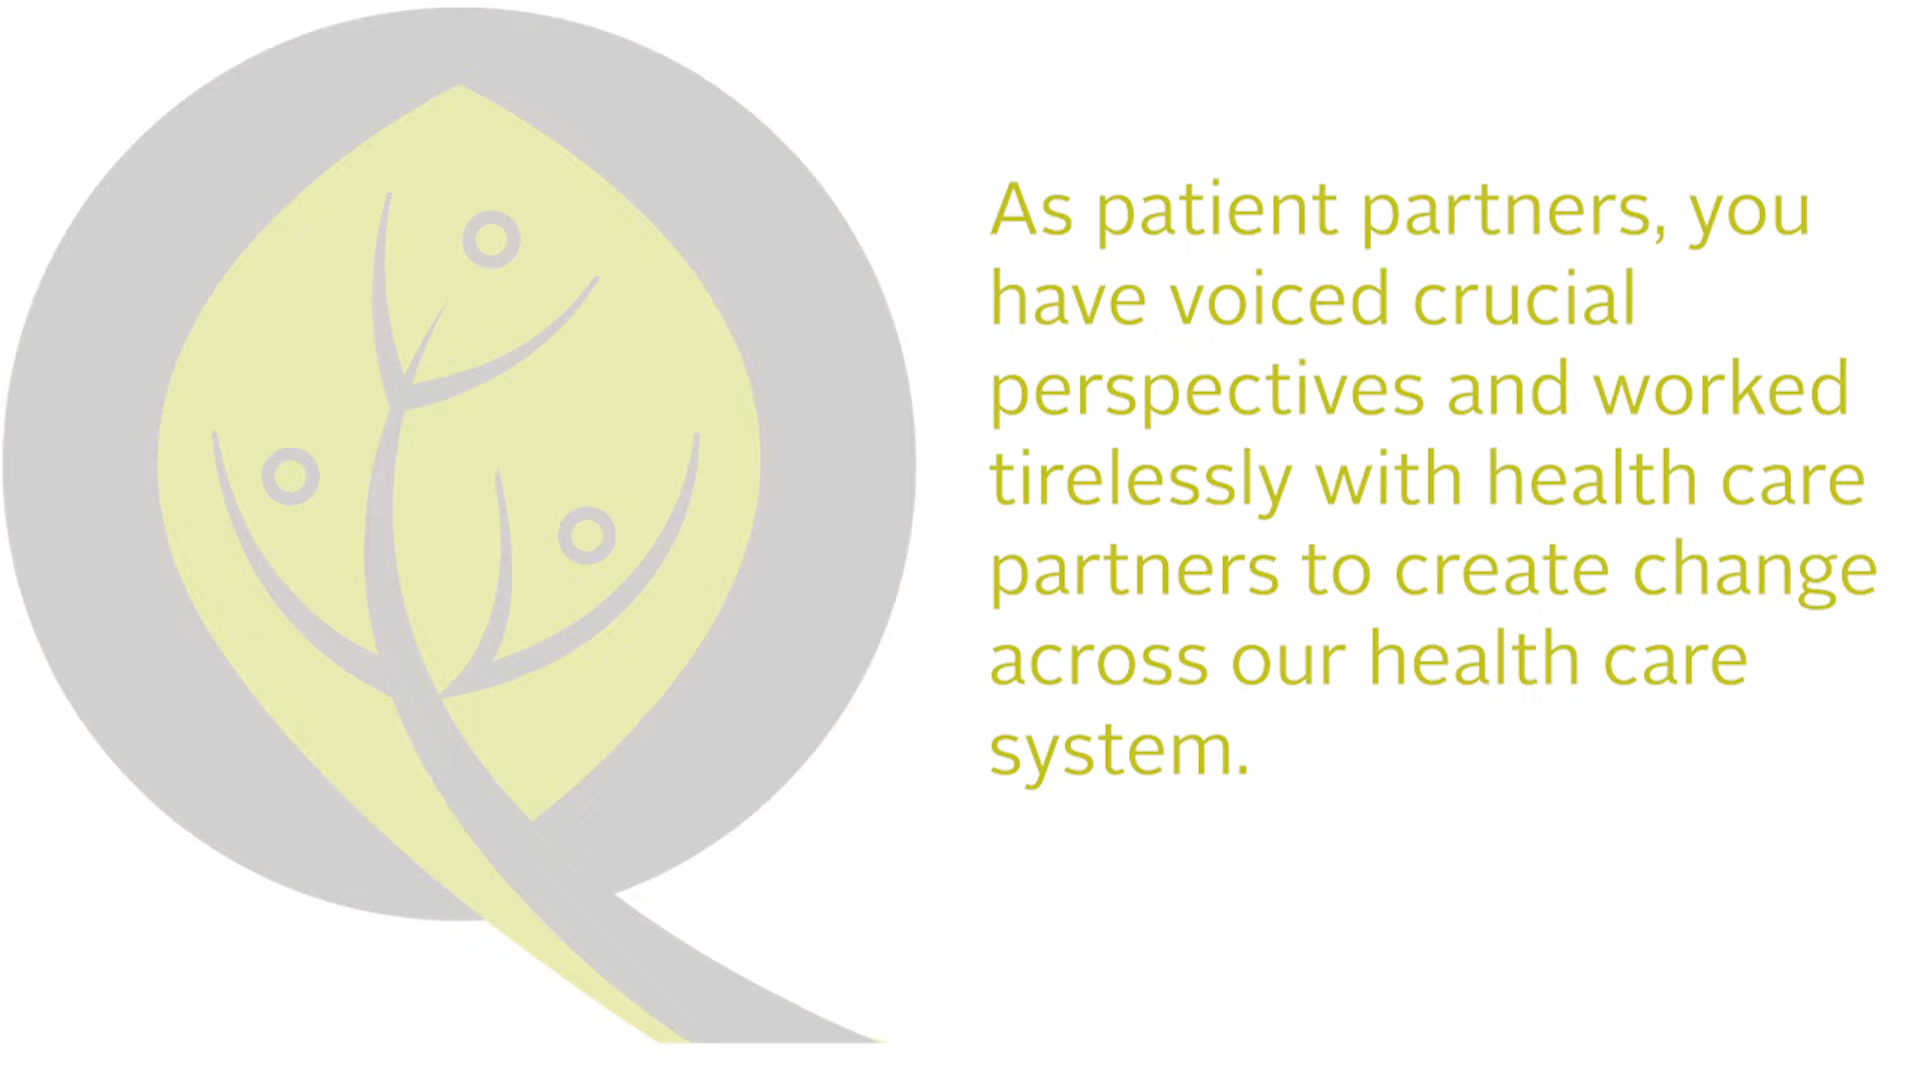 As patient partners, you
have voiced crucial
perspectives and worked
tirelessly with health care
partners to create change
across our health care
system.